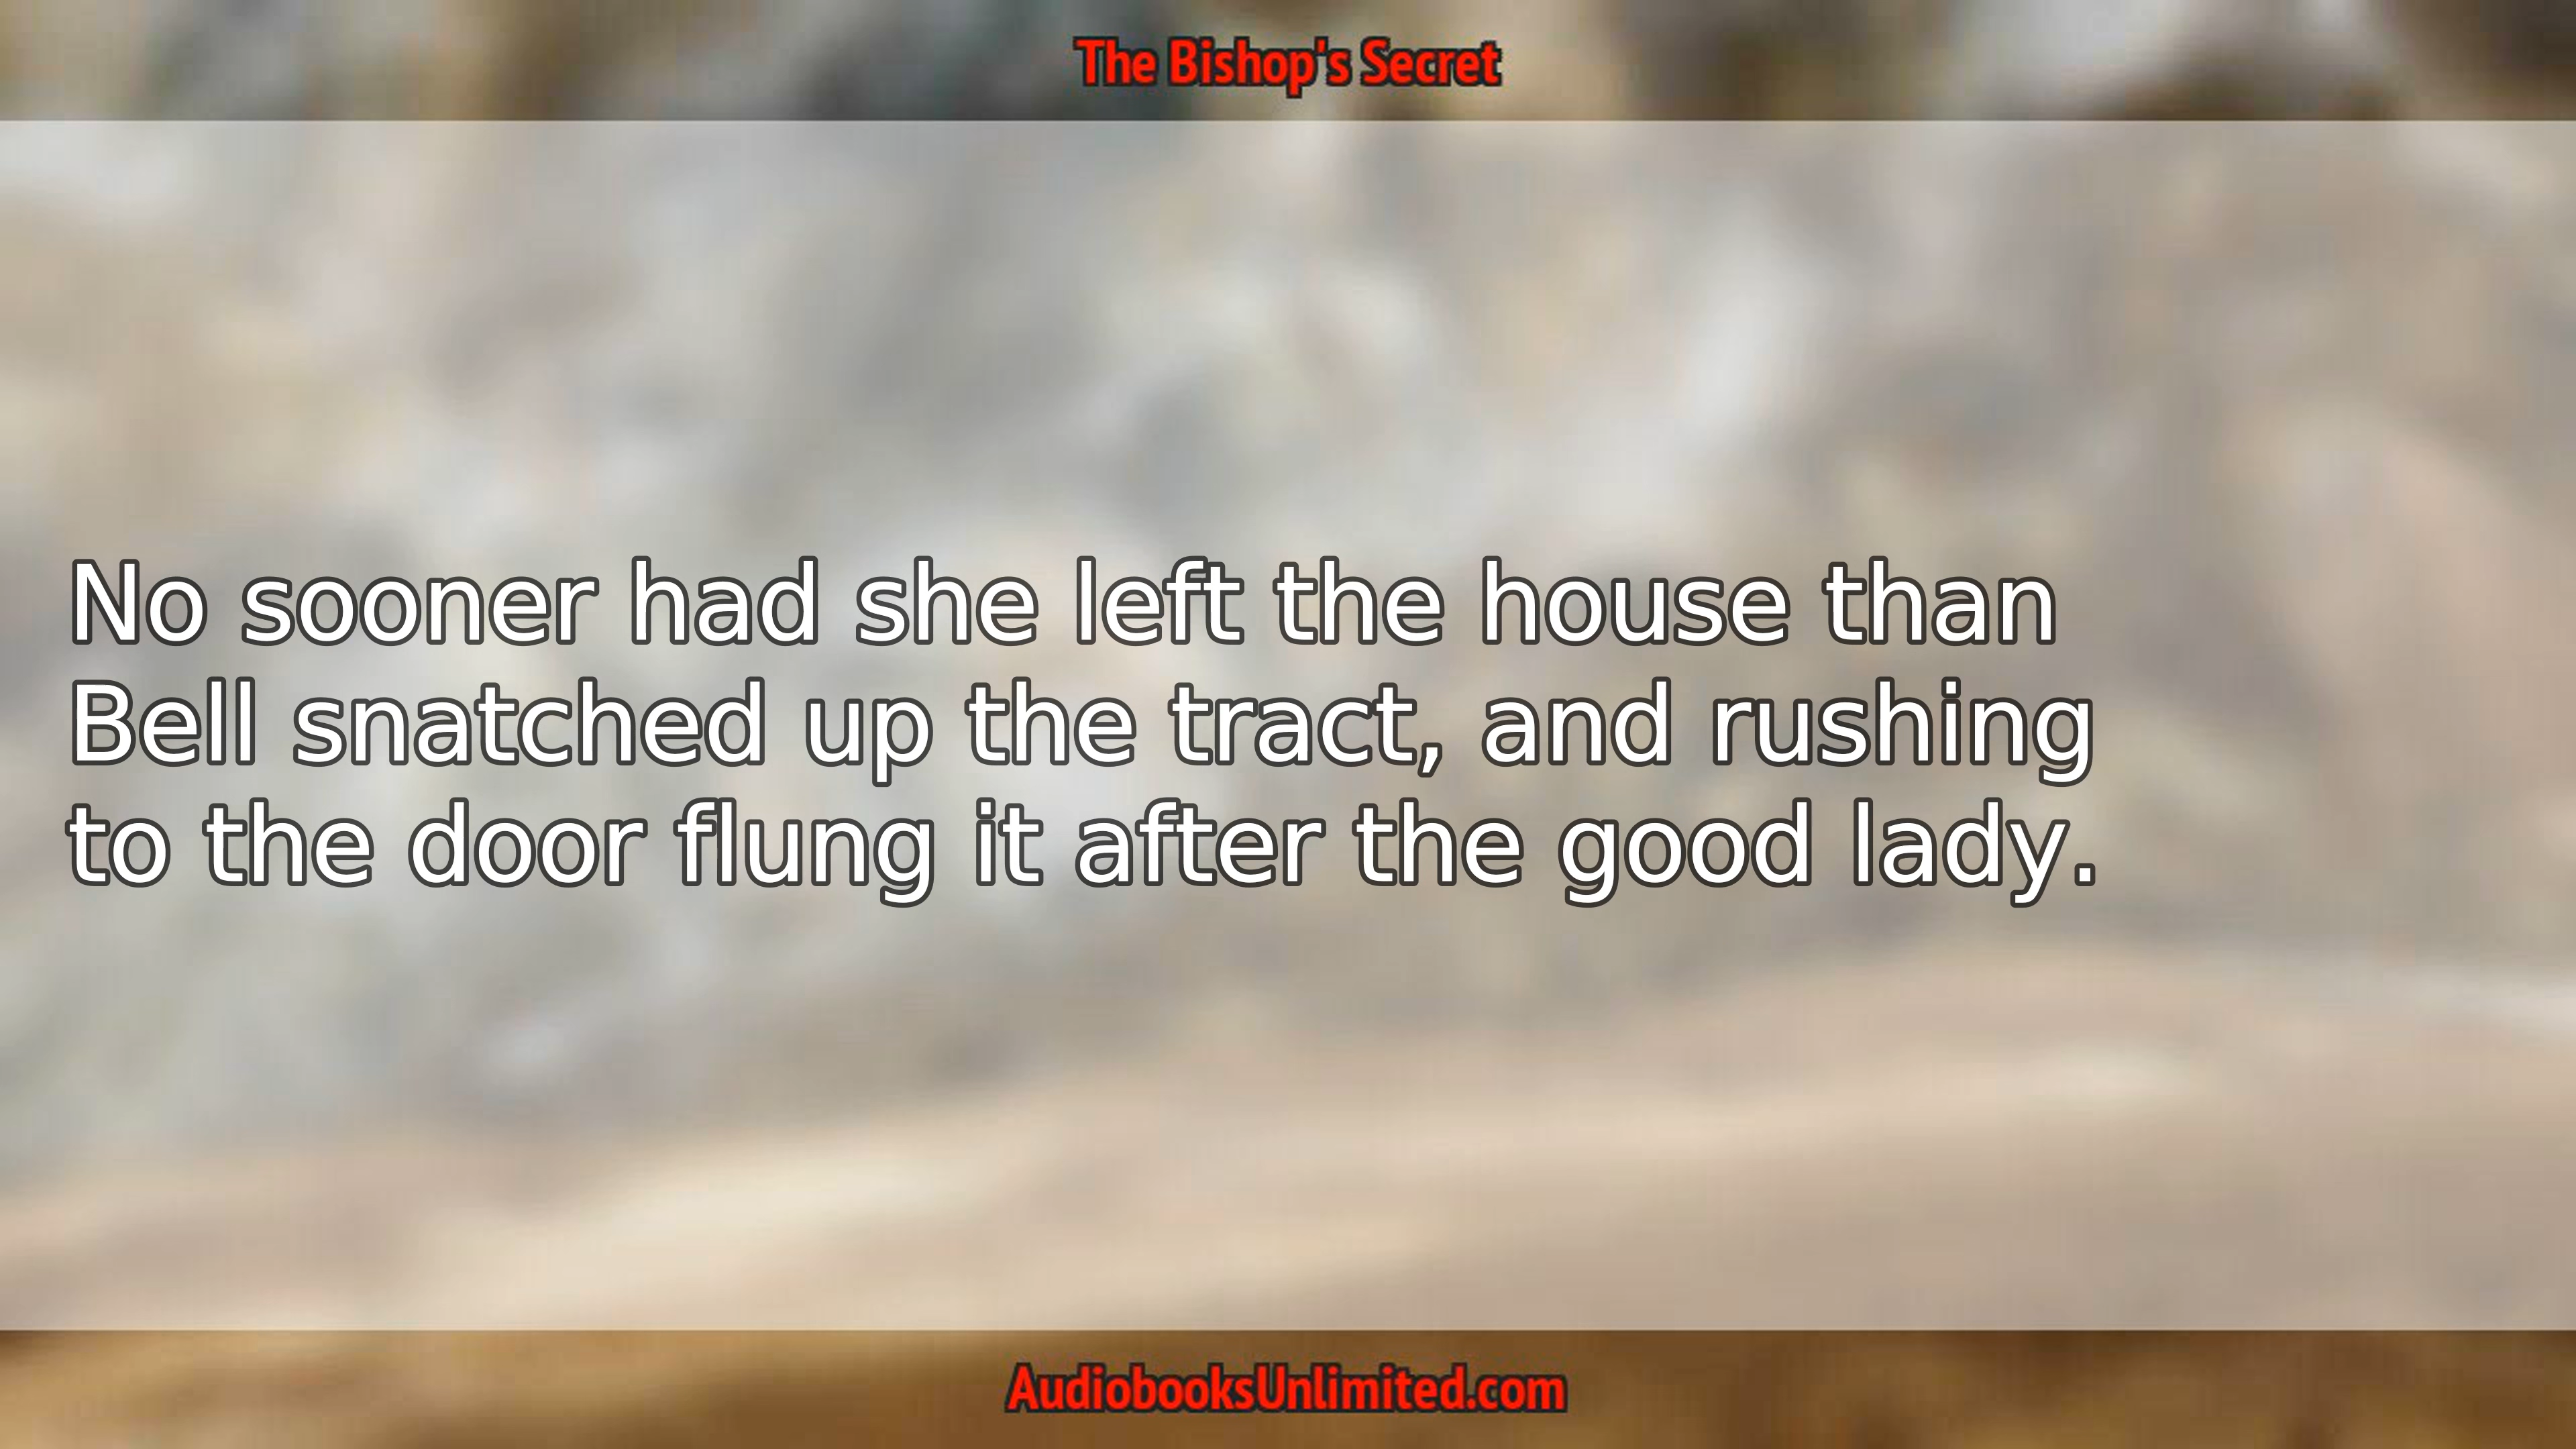 The Bishop's Secret
No sooner had she left the house than
Bell snatched up the tract, and rushing
to the door flung it after the good lady.
AudiobooksUnlimited.com